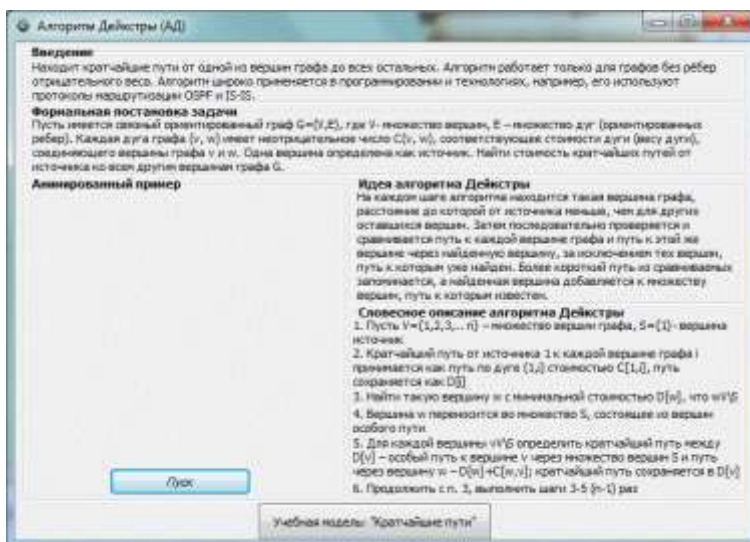 Алгоритм Дейкстры (АД)
Введение
Находит кратчайшие пути от одной из вершин графа до всех остальных. Алгоритм работает только для графов без рёбер
отрицательного веса. Алгоритм широко применяется в программировании и технологиях, например, его используют
протоколы маршрутизации OSPF и IS-IS.
Формальная постановка задачи
Пусть имеется связный ориентированный граф G=(V,E), где V- множество вершин, E – множество дуг (ориентированных
ребер). Каждая дуга графа (v, w) имеет неотрицательное число C(v, w), соответствующее стоимости дуги (весу дуги),
соединяющего вершины графа v и w. Одна вершина определена как источник. Найти стоимость кратчайших путей от
источника ко всем другим вершинам графа G.
Анимированный пример
Пуск
Идея алгоритма Дейкстры
На каждом шаге алгоритма находится такая вершина графа,
расстояние до которой от источника меньше, чем для других
оставшихся вершин. Затем последовательно проверяется и
сравнивается путь к каждой вершине графа и путь к этой же
вершине через найденную вершину, за исключением тех вершин,
путь к которым уже найден. Более короткий путь из сравниваемых
запоминается, а найденная вершина добавляется к множеству
вершин, путь к которым известен.
Словесное описание алгоритма Дейкстры
1. Пусть V={1,2,3,... n} – множество вершин графа, S={1}- вершина
источник
2. Кратчайший путь от источника 1 к каждой вершине графа i
принимается как путь по дуге (1,i) стоимостью C[1,i], путь
сохраняется как D[i]
3. Найти такую вершину w с минимальной стоимостью D[w], что wV\S
4. Вершина w переносится во множество S, состоящее из вершин
особого пути
5. Для каждой вершины vV\S определить кратчайший путь между
D[v] – особый путь к вершине v через множество вершин S и путь
через вершину w – D[w]+C[w,v]; кратчайший путь сохраняется в D[v]
6. Продолжить с п. 3, выполнить шаги 3-5 (n-1) раз
Учебная модель: "Кратчайшие пути"